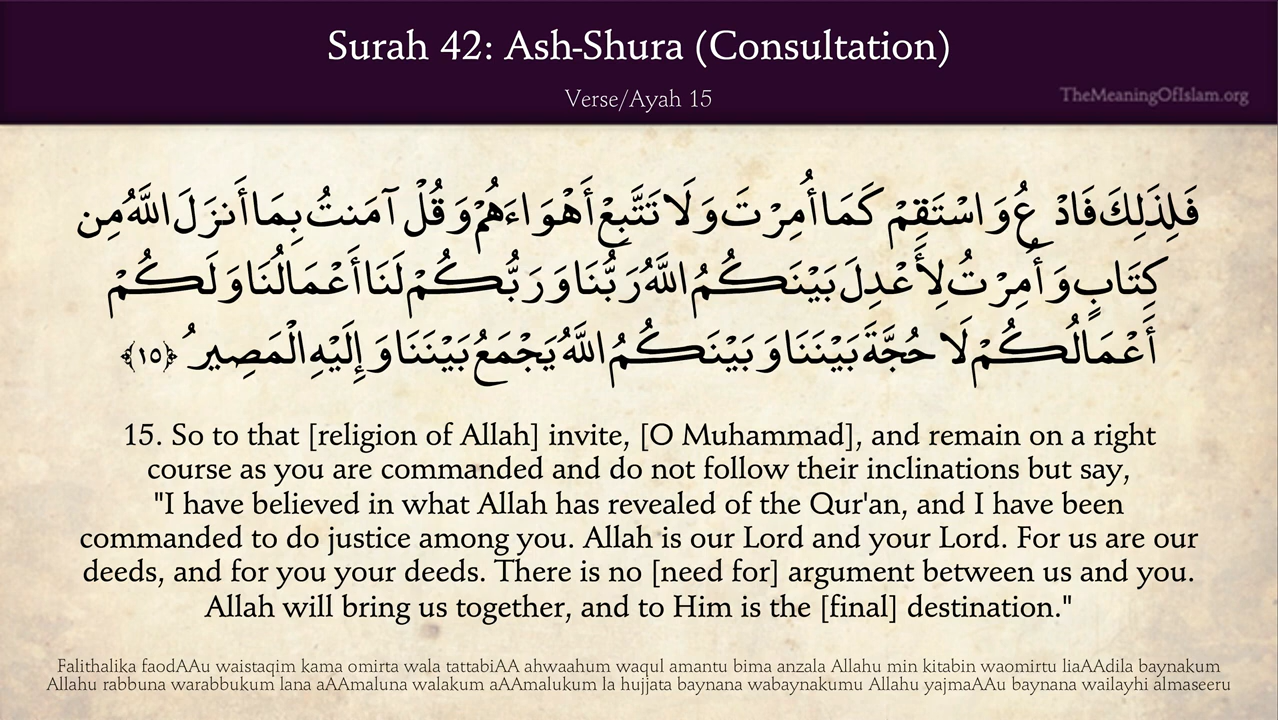 Surah 42: Ash-Shura (Consultation)
Verse/Ayah 15
TheMeaningOfIslam.org
فَلِذَٰلِكَ فَادْعُ وَاسْتَقِمْ كَمَا أُمِرْتَ وَلَا تَتَّبِعْ أَهْوَاءَهُمْ وَقُلْ آمَنتُ بِمَا أَنزَلَ اللَّهُ مِن
كِتَابٍ وَأُمِرْتُ لِأَعْدِلَ بَيْنَكُمُ اللَّهُ رَبُّنَا وَرَبُّكُمْ لَنَا أَعْمَالُنَا وَلَكُمْ
أَعْمَالُكُمْ لَا حُجَّةَ بَيْنَنَا وَبَيْنَكُمُ اللَّهُ يَجْمَعُ بَيْنَنَا وَإِلَيْهِ الْمَصِيرُ ﴿١٥﴾
15. So to that [religion of Allah] invite, [O Muhammad], and remain on a right
course as you are commanded and do not follow their inclinations but say,
"I have believed in what Allah has revealed of the Qur'an, and I have been
commanded to do justice among you. Allah is our Lord and your Lord. For us are our
deeds, and for you your deeds. There is no [need for] argument between us and you.
Allah will bring us together, and to Him is the [final] destination."
Falithalika faodAAu waistaqim kama omirta wala tattabiAA ahwaahum waqul amantu bima anzala Allahu min kitabin waomirtu liaAAdila baynakum
Allahu rabbuna warabbukum lana aAAmaluna walakum aAAmalukum la hujjata baynana wabaynakumu Allahu yajmaAAu baynana wailayhi almaseeru